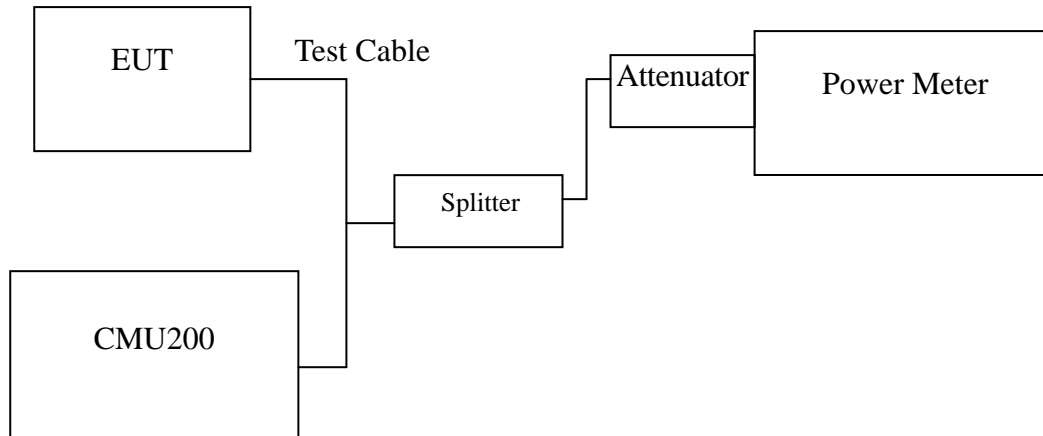 EUT
Test Cable
Attenuator
Power Meter
Splitter
CMU200